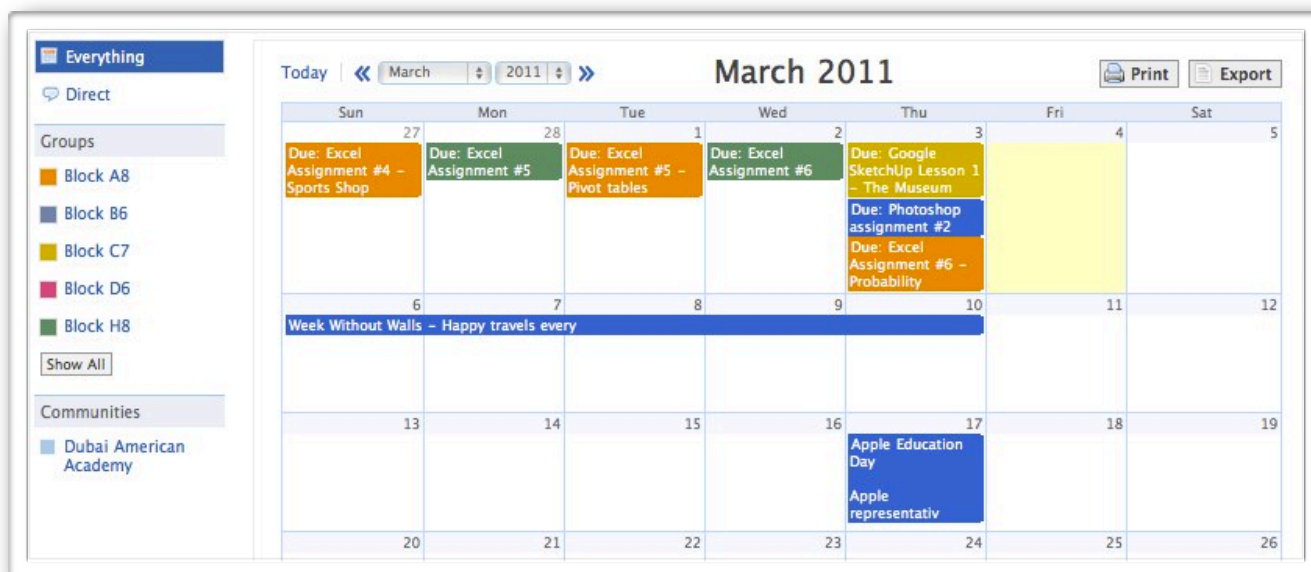 Everything
Direct
Groups
Block A8
Block B6
Block C7
Block D6
Block H8
Show All
Communities
Dubai American
Academy
Today March 2011 March 2011 Print Export
Sun Mon Tue Wed Thu Fri Sat
27 28 1 2 3 4 5
Due: Excel
Assignment #4 –
Sports Shop
Due: Excel
Assignment #5
Due: Excel
Assignment #5 –
Pivot tables
Due: Excel
Assignment #6
Due: Google
SketchUp Lesson 1
– The Museum
Due: Photoshop
assignment #2
Due: Excel
Assignment #6 –
Probability
6 7 8 9 10 11 12
Week Without Walls – Happy travels every
13 14 15 16 17 18 19
Apple Education
Day
Apple
representativ
20 21 22 23 24 25 26